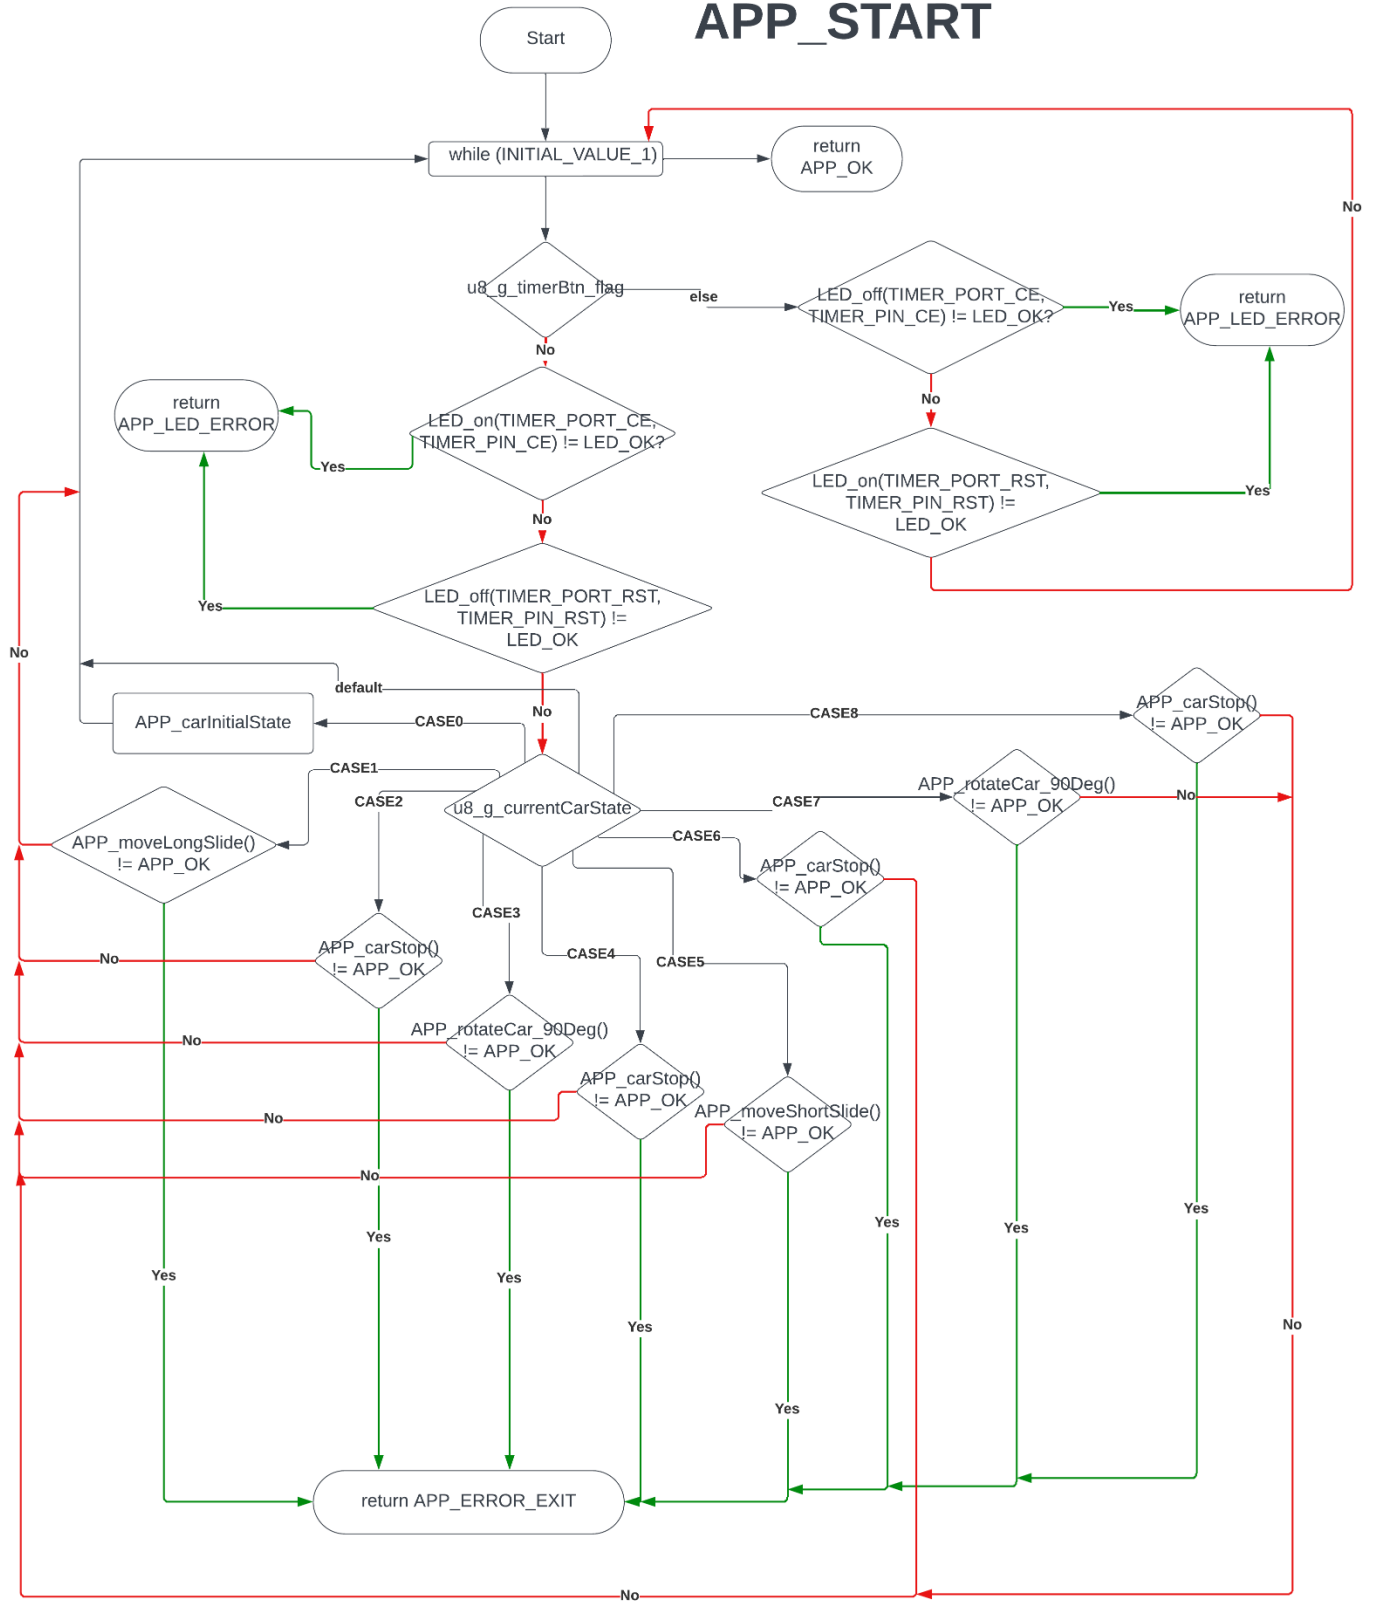 APP_START
Start
while (INITIAL_VALUE_1)
return
APP_OK
No
u8_g_timerBtn_flag
else
LED_off(TIMER_PORT_CE,
TIMER_PIN_CE) != LED_OK?
Yes
return
APP_LED_ERROR
No
No
return
APP_LED_ERROR
LED_on(TIMER_PORT_CE,
TIMER_PIN_CE) != LED_OK?
Yes
LED_on(TIMER_PORT_RST,
TIMER_PIN_RST) !=
LED_OK
Yes
No
LED_off(TIMER_PORT_RST,
TIMER_PIN_RST) !=
LED_OK
Yes
No
default
No
APP_carInitialState
CASE0
CASE8
APP_carStop()
!= APP_OK
CASE1
CASE2
u8_g_currentCarState
CASE7
APP_rotateCar_90Deg()
!= APP_OK
No
CASE6
APP_moveLongSlide()
!= APP_OK
APP_carStop()
!= APP_OK
CASE3
APP_carStop()
!= APP_OK
No
CASE4
CASE5
APP_rotateCar_90Deg()
!= APP_OK
No
APP_carStop()
!= APP_OK
No
APP_moveShortSlide()
!= APP_OK
No
Yes
Yes
Yes
Yes
Yes
Yes
Yes
No
Yes
return APP_ERROR_EXIT
No